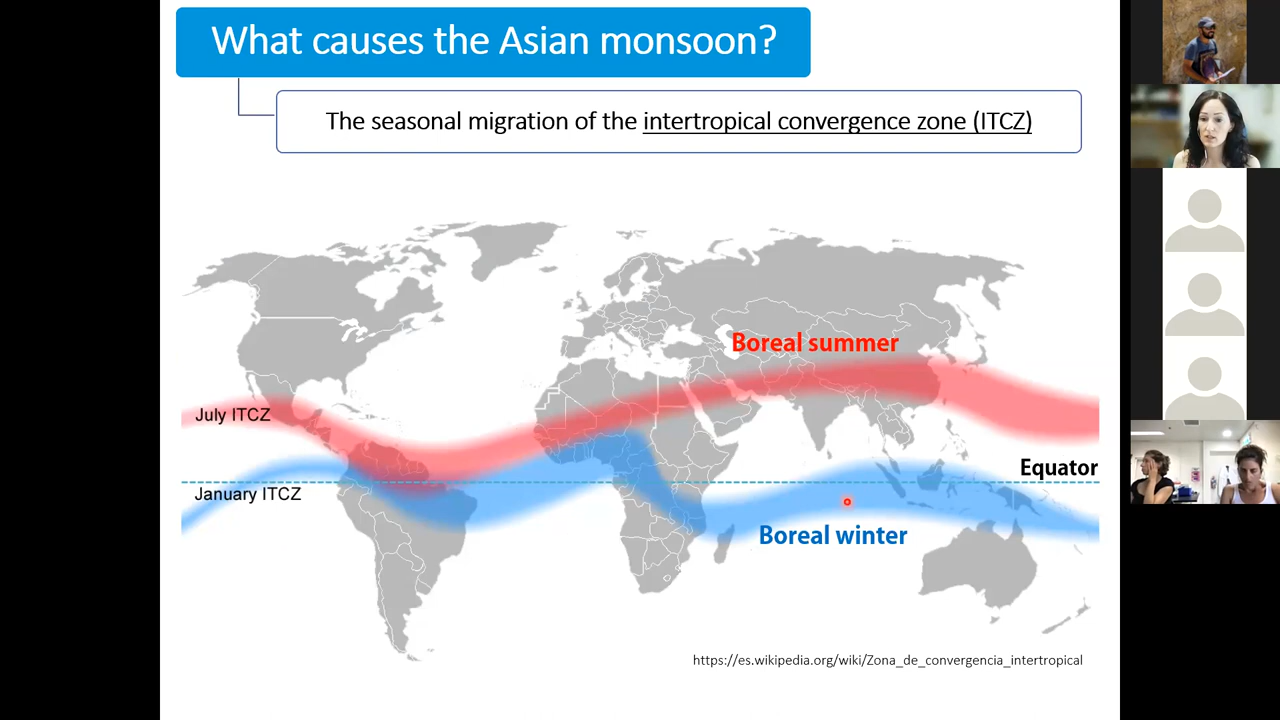 What causes the Asian monsoon?
The seasonal migration of the intertropical convergence zone (ITCZ)
Boreal summer
July ITCZ
Equator
January ITCZ
Boreal winter
https://es.wikipedia.org/wiki/Zona_de_convergencia_intertropical